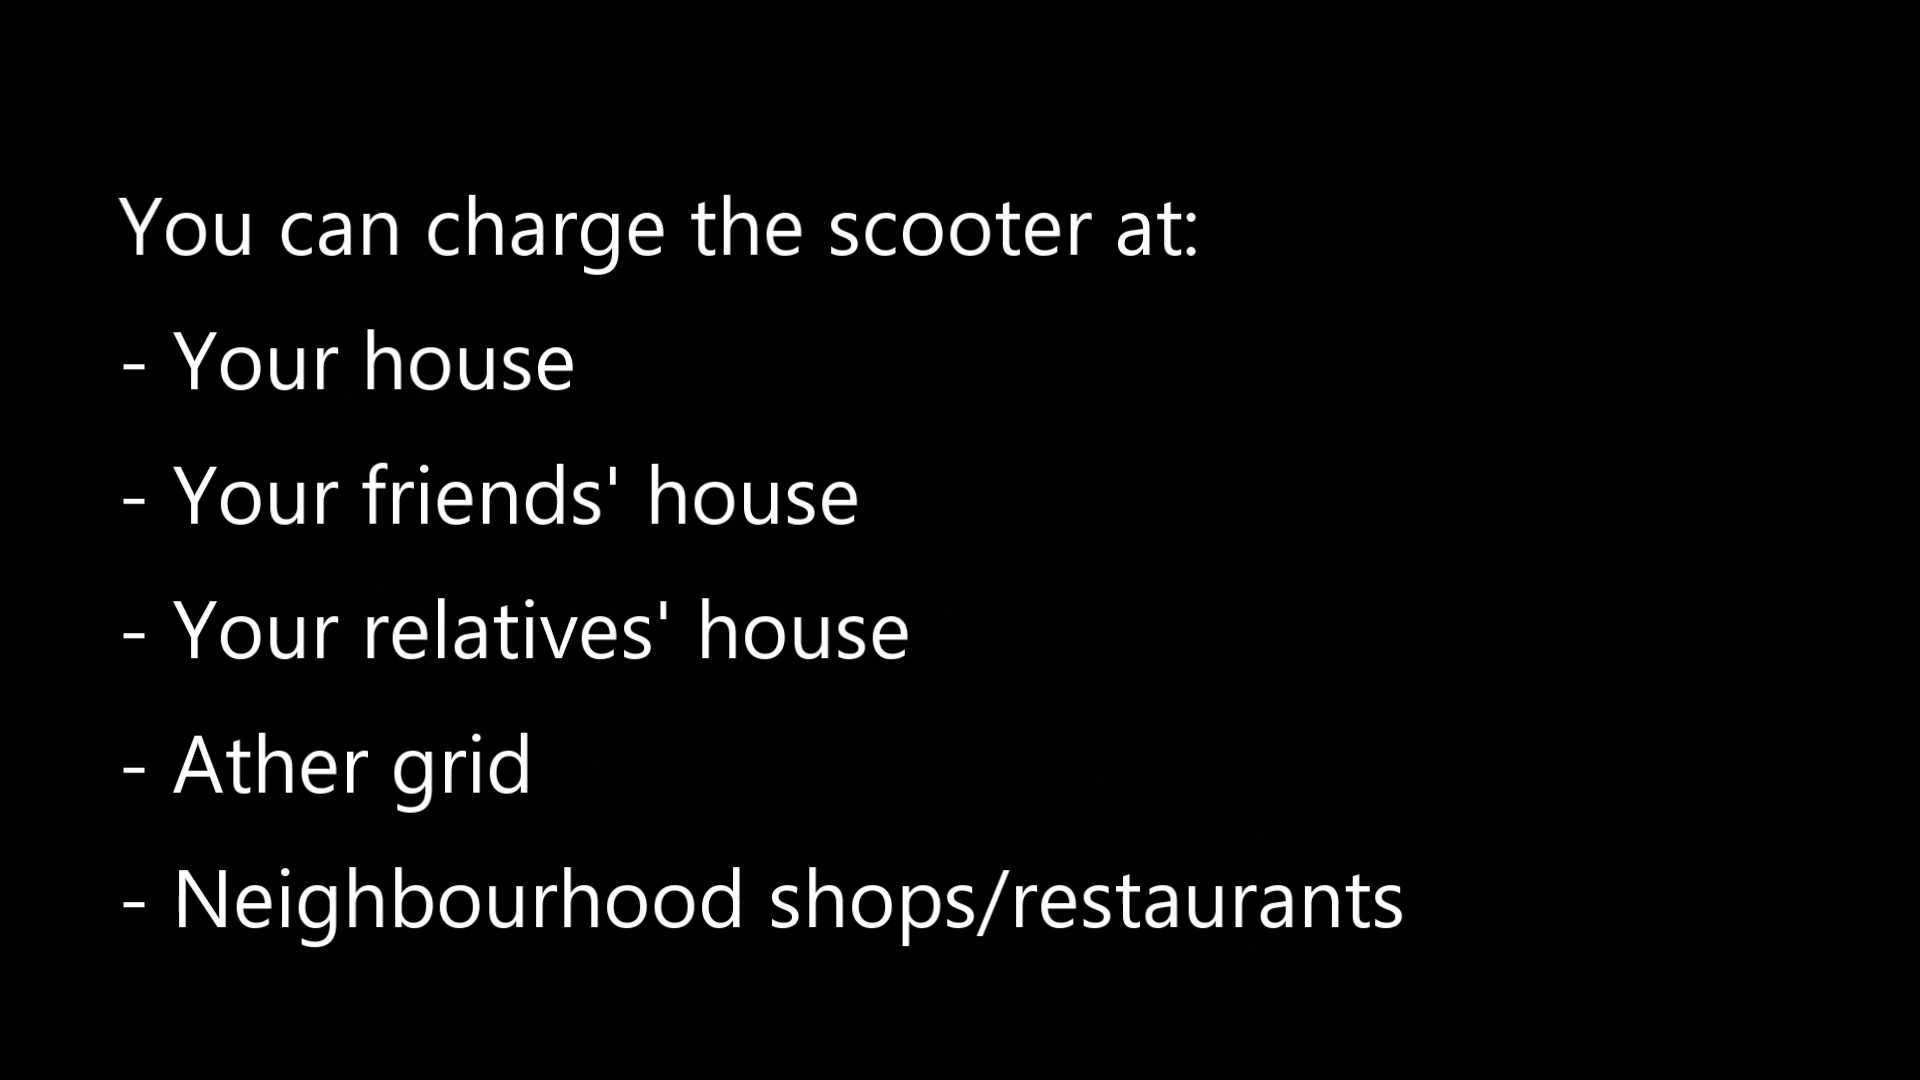 You can charge the scooter at:
- Your house
- Your friends' house
- Your relatives' house
- Ather grid
- Neighbourhood shops/restaurants